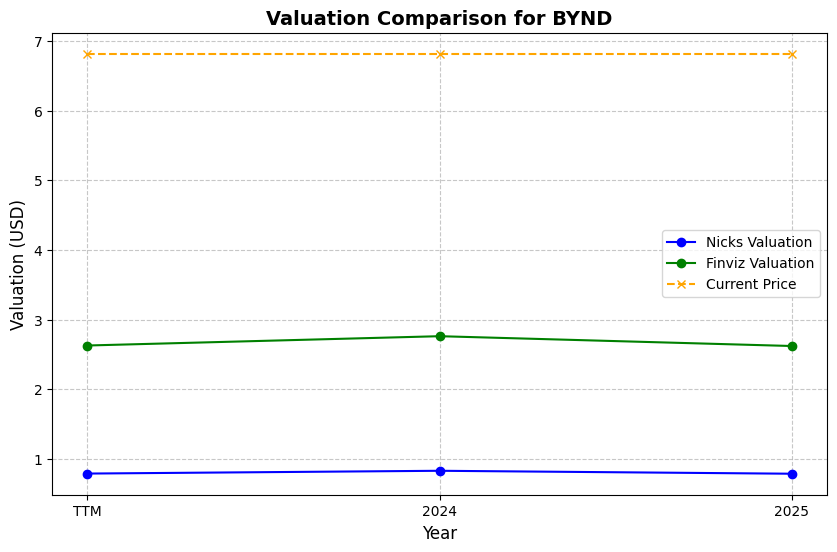 Valuation Comparison for BYND
Valuation (USD)
7
6
5
4
3
2
1
Nicks Valuation
Finviz Valuation
Current Price
TTM
2024
2025
Year